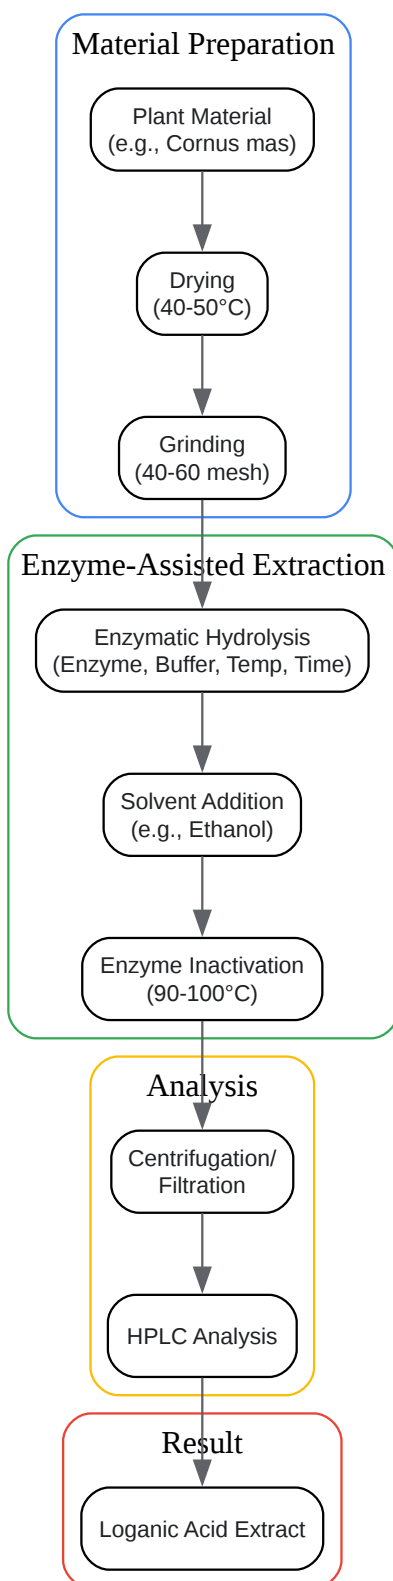 Material Preparation
Plant Material
(e.g., Cornus mas)
Drying
(40-50°C)
Grinding
(40-60 mesh)
Enzyme-Assisted Extraction
Enzymatic Hydrolysis
(Enzyme, Buffer, Temp, Time)
Solvent Addition
(e.g., Ethanol)
Enzyme Inactivation
(90-100°C)
Analysis
Centrifugation/
Filtration
HPLC Analysis
Result
Loganic Acid Extract